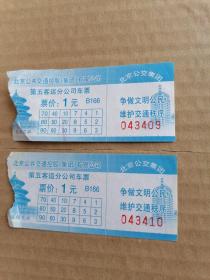 北京公共交通控股(集团)有限公司
第五客运分公司车票
票价：1元 B166
70 40 10 7 4 1
80 50 20 8 5 2
90 60 30 9 6 3
北京公交集团
争做文明公民
维护交通秩序
043409
北京公共交通控股(集团)有限公司
第五客运分公司车票
票价：1元 B166
70 40 10 7 4 1
80 50 20 8 5 2
90 60 30 9 6 3
北京公交集团
争做文明公民
维护交通秩序
043410